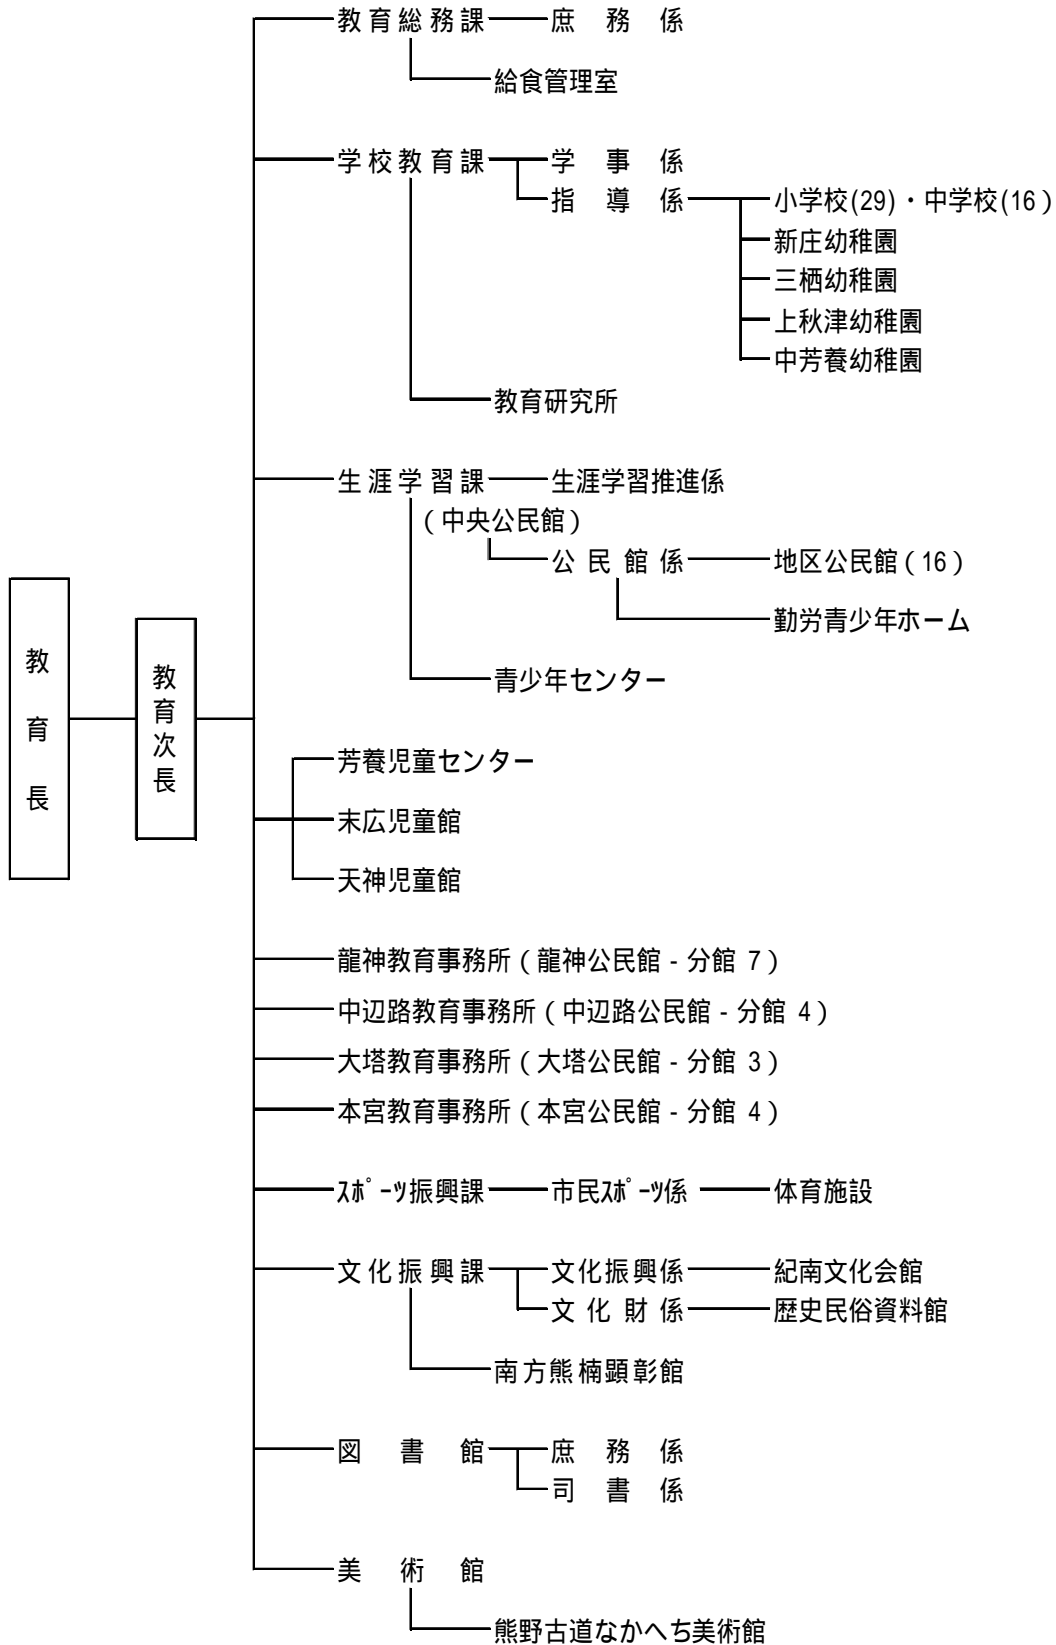 教育総務課 庶務係
給食管理室
学校教育課 学事係
指導係 小学校(29)・中学校(16)
新庄幼稚園
三栖幼稚園
上秋津幼稚園
中芳養幼稚園
教育研究所
生涯学習課 生涯学習推進係
(中央公民館)
公民館係 地区公民館(16)
勤労青少年ホーム
青少年センター
教育長
教育次長
芳養児童センター
末広児童館
天神児童館
龍神教育事務所(龍神公民館 - 分館 7)
中辺路教育事務所(中辺路公民館 - 分館 4)
大塔教育事務所(大塔公民館 - 分館 3)
本宮教育事務所(本宮公民館 - 分館 4)
ｽﾎﾟｰﾂ振興課 市民ｽﾎﾟｰﾂ係 体育施設
文化振興課 文化振興係 紀南文化会館
文化財係 歴史民俗資料館
南方熊楠顕彰館
図書館 庶務係
司書係
美術館
熊野古道なかへち美術館